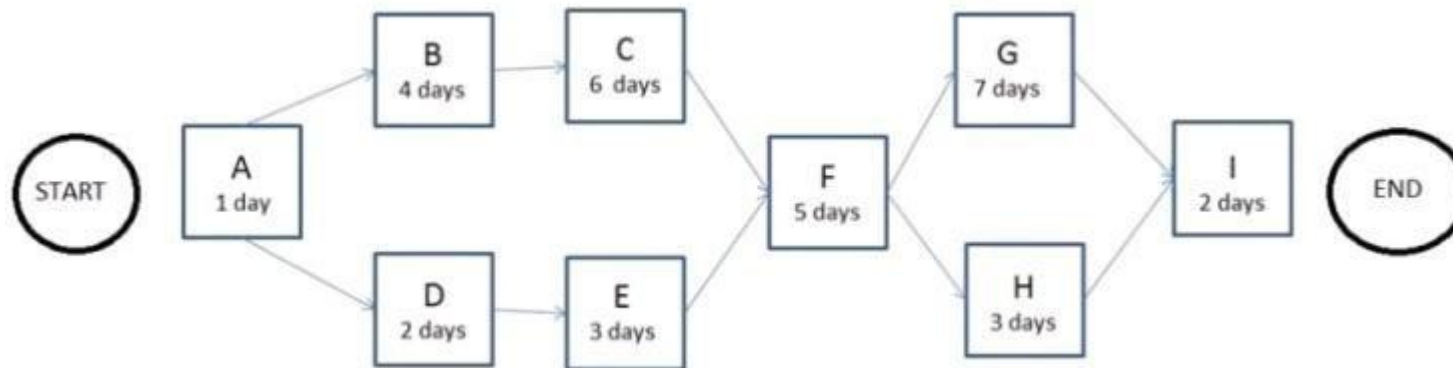 START
A
1 day
B
4 days
C
6 days
D
2 days
E
3 days
F
5 days
G
7 days
H
3 days
I
2 days
END